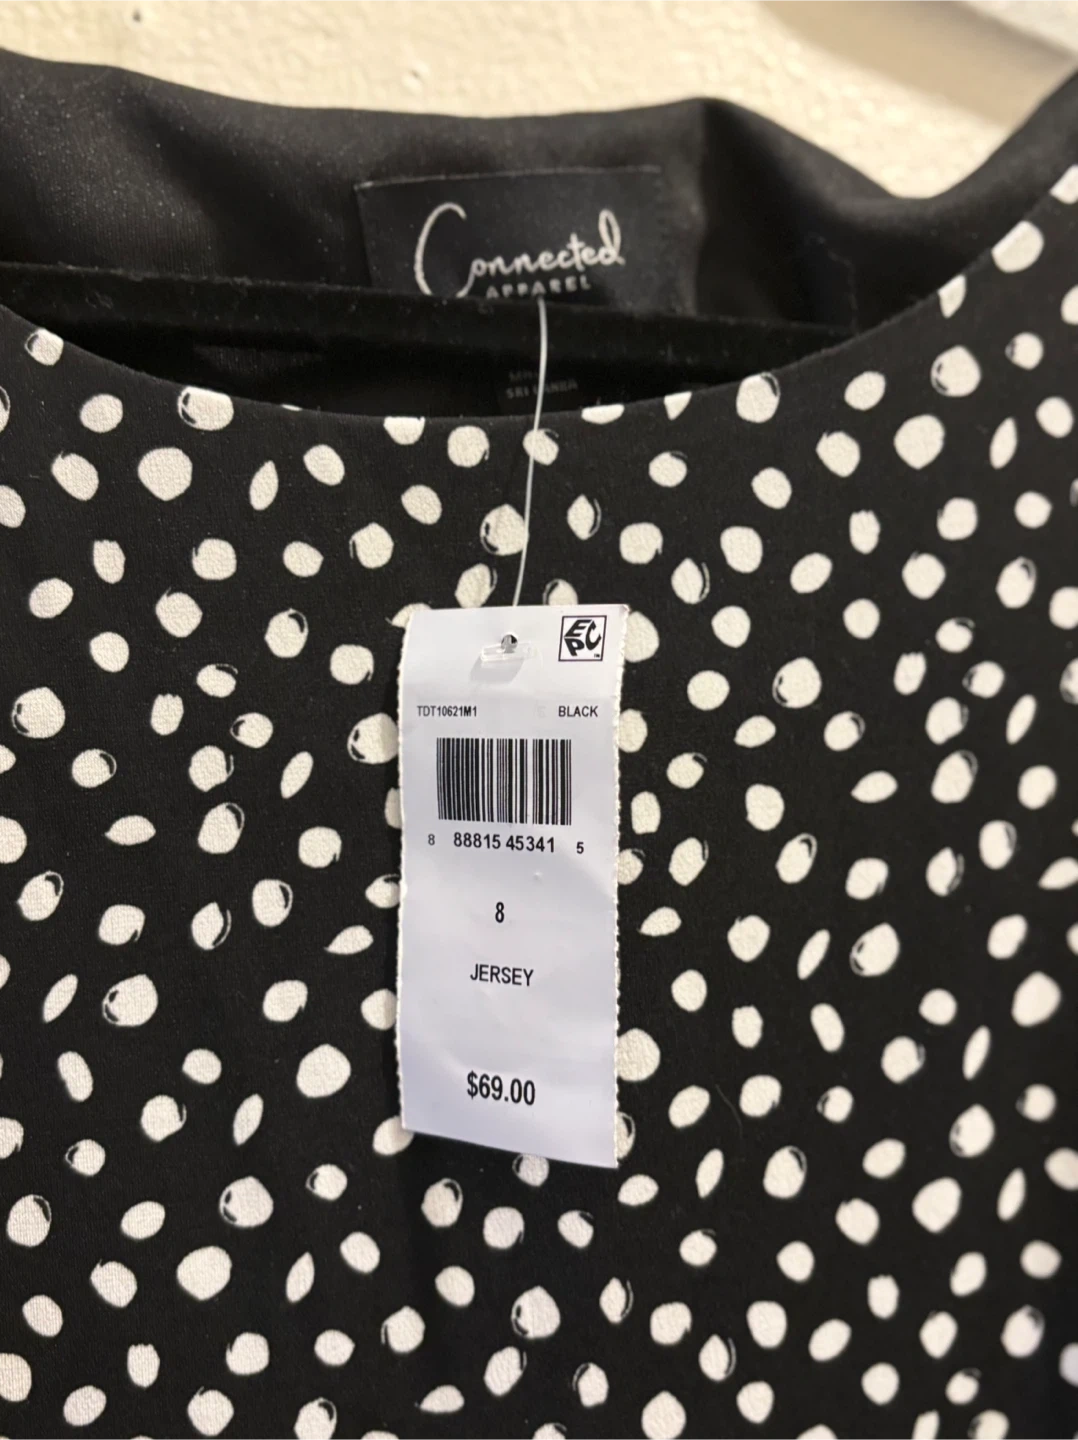 Connected
APPAREL
SRI LANKA
EPC
TDT10621M1 BLACK
8 88815 45341 5
8
JERSEY
$69.00